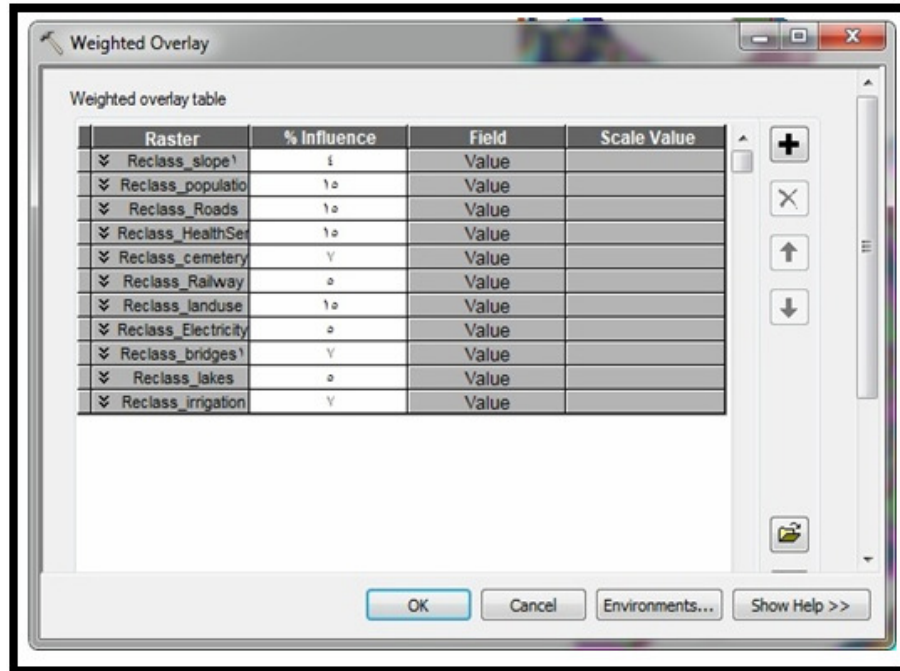 Weighted Overlay
Weighted overlay table
Raster % Influence Field Scale Value
Reclass_slope١ ٤ Value
Reclass_populatio ١٥ Value
Reclass_Roads ١٥ Value
Reclass_HealthSer ١٥ Value
Reclass_cemetery ٧ Value
Reclass_Railway ٥ Value
Reclass_landuse ١٥ Value
Reclass_Electricity ٥ Value
Reclass_bridges١ ٧ Value
Reclass_lakes ٥ Value
Reclass_irrigation ٧ Value
OK Cancel Environments... Show Help >>